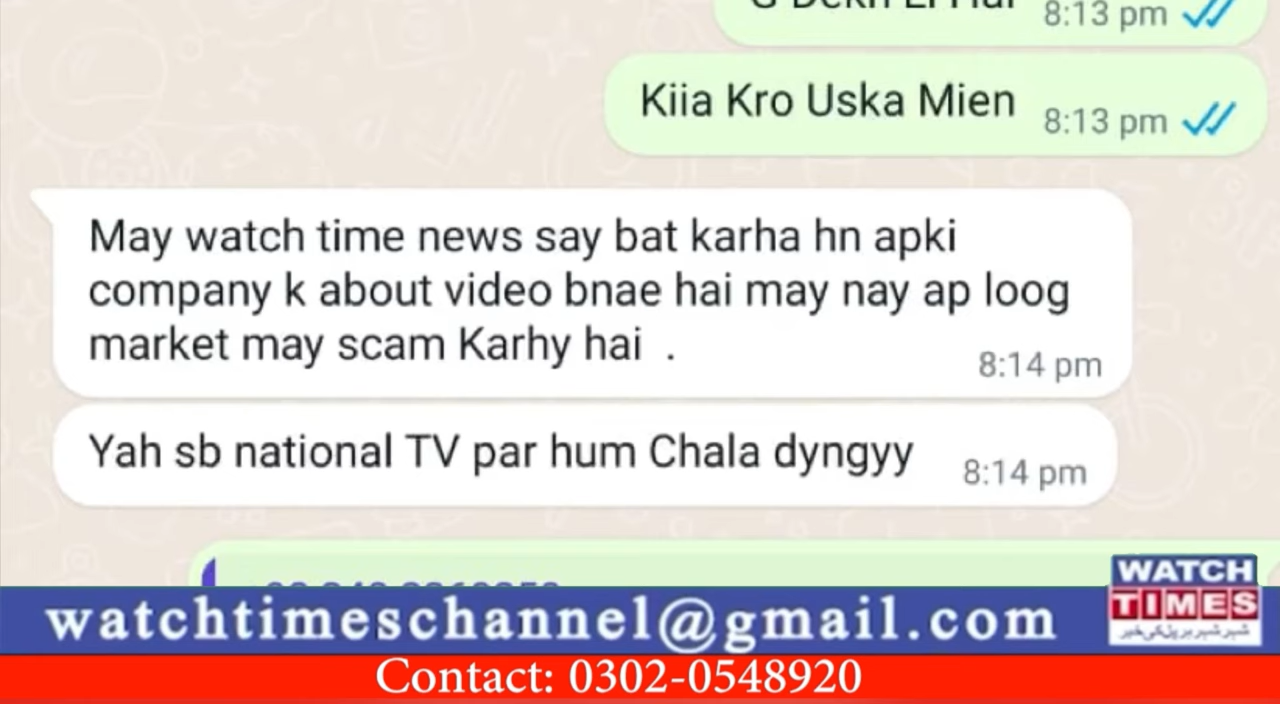 8:13 pm
Kiia Kro Uska Mien 8:13 pm
May watch time news say bat karha hn apki
company k about video bnae hai may nay ap loog
market may scam Karhy hai .
8:14 pm
Yah sb national TV par hum Chala dyngyy 8:14 pm
WATCH
TIMES
watchtimeschannel@gmail.com
Contact: 0302-0548920